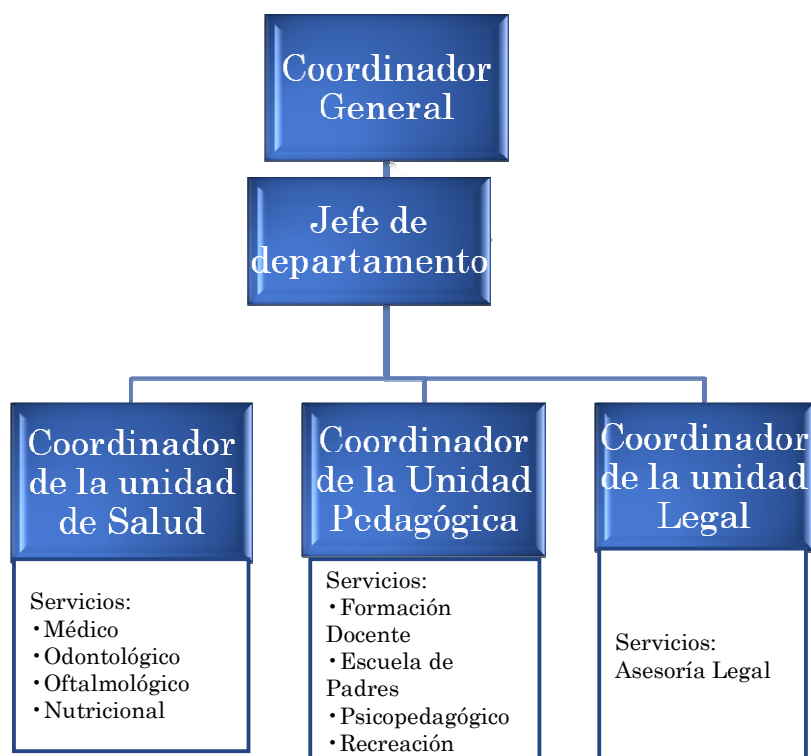 Coordinador
General
Jefe de
departamento
Coordinador
de la unidad
de Salud
Servicios:
•Médico
•Odontológico
•Oftalmológico
•Nutricional
Coordinador
de la Unidad
Pedagógica
Servicios:
•Formación
Docente
•Escuela de
Padres
•Psicopedagógico
•Recreación
Coordinador
de la unidad
Legal
Servicios:
Asesoría Legal